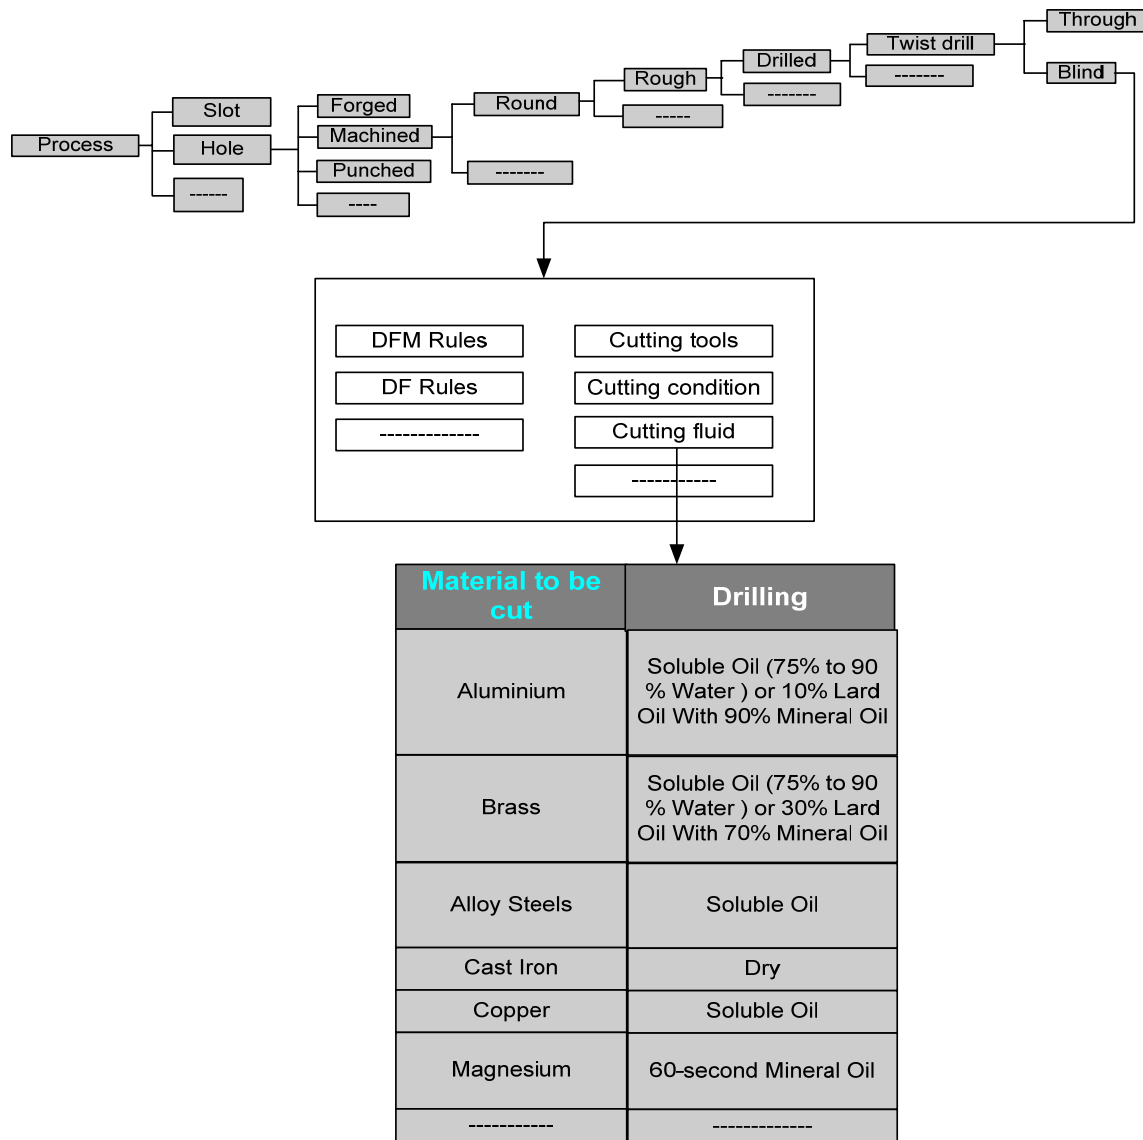 Process
Slot
Hole
------
Forged
Machined
Punched
----
Round
-------
Rough
-----
Drilled
-------
Twist drill
-------
Through
Blind
DFM Rules
DF Rules
-------------
Cutting tools
Cutting condition
Cutting fluid
-----------
Material to be
cut
Drilling
Aluminium
Soluble Oil (75% to 90
% Water ) or 10% Lard
Oil With 90% Mineral Oil
Brass
Soluble Oil (75% to 90
% Water ) or 30% Lard
Oil With 70% Mineral Oil
Alloy Steels
Soluble Oil
Cast Iron
Dry
Copper
Soluble Oil
Magnesium
60-second Mineral Oil
-----------
-------------